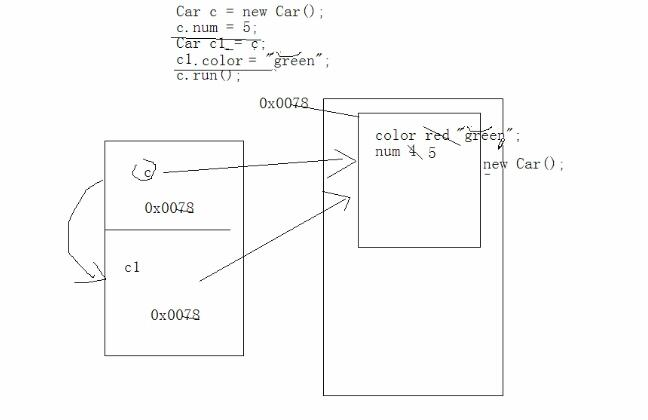 Car c = new Car();
c.num = 5;
Car c1 = c;
c1.color = "green";
c.run();
0x0078
color red "green";
num 4 5
new Car();
c
0x0078
c1
0x0078